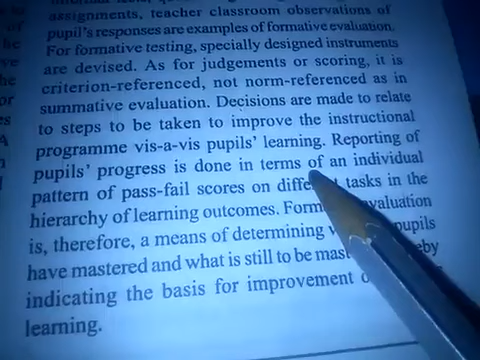 assignments, teacher classroom observations of
pupil's responses are examples of formative evaluation.
For formative testing, specially designed instruments
are devised. As for judgements or scoring, it is
criterion-referenced, not norm-referenced as in
summative evaluation. Decisions are made to relate
to steps to be taken to improve the instructional
programme vis-a-vis pupils' learning. Reporting of
pupils' progress is done in terms of an individual
pattern of pass-fail scores on tasks in the
hierarchy of learning outcomes.
is, therefore, a means of determining pupils
have mastered and what is still to be
indicating the basis for improvement
learning.